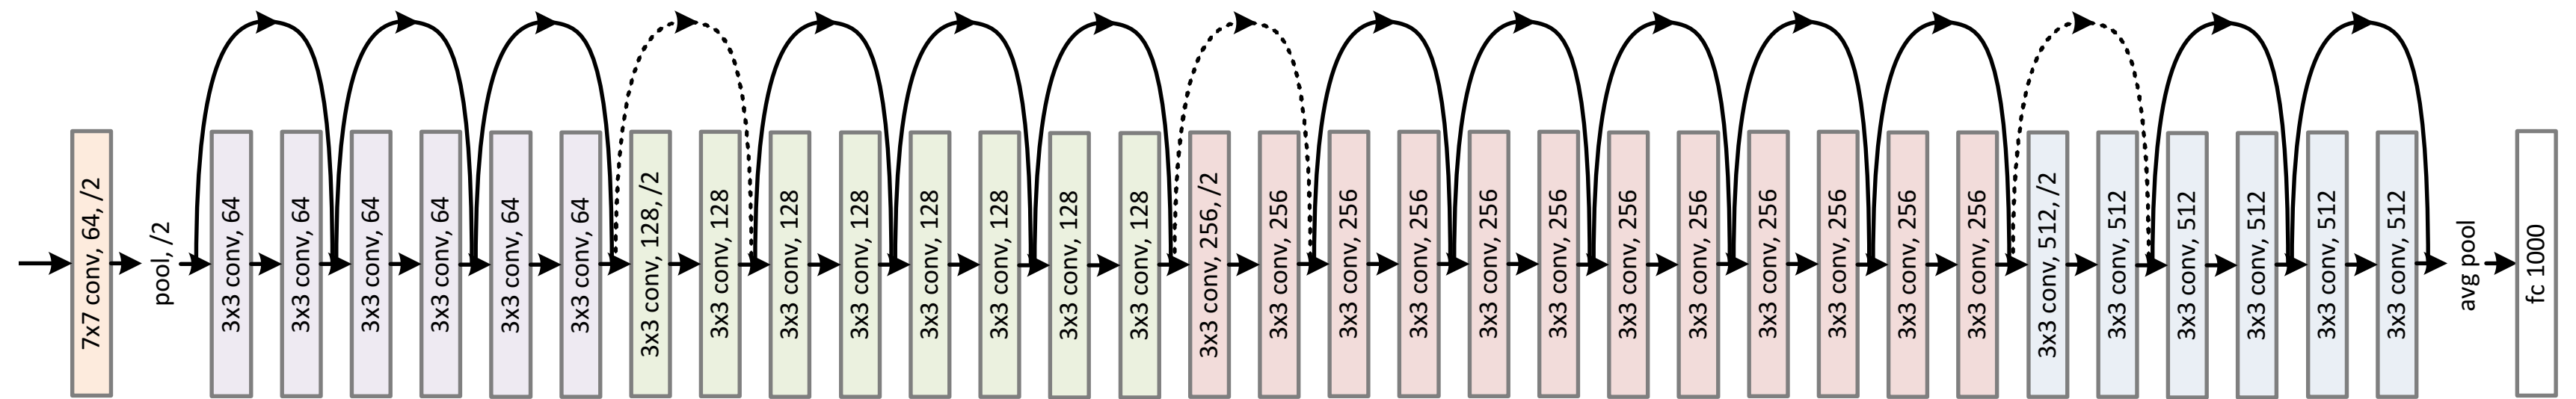 7x7 conv, 64, /2
pool, /2
3x3 conv, 64
3x3 conv, 64
3x3 conv, 64
3x3 conv, 64
3x3 conv, 64
3x3 conv, 64
3x3 conv, 128, /2
3x3 conv, 128
3x3 conv, 128
3x3 conv, 128
3x3 conv, 128
3x3 conv, 128
3x3 conv, 128
3x3 conv, 128
3x3 conv, 256, /2
3x3 conv, 256
3x3 conv, 256
3x3 conv, 256
3x3 conv, 256
3x3 conv, 256
3x3 conv, 256
3x3 conv, 256
3x3 conv, 256
3x3 conv, 256
3x3 conv, 256
3x3 conv, 256
3x3 conv, 512, /2
3x3 conv, 512
3x3 conv, 512
3x3 conv, 512
3x3 conv, 512
3x3 conv, 512
avg pool
fc 1000